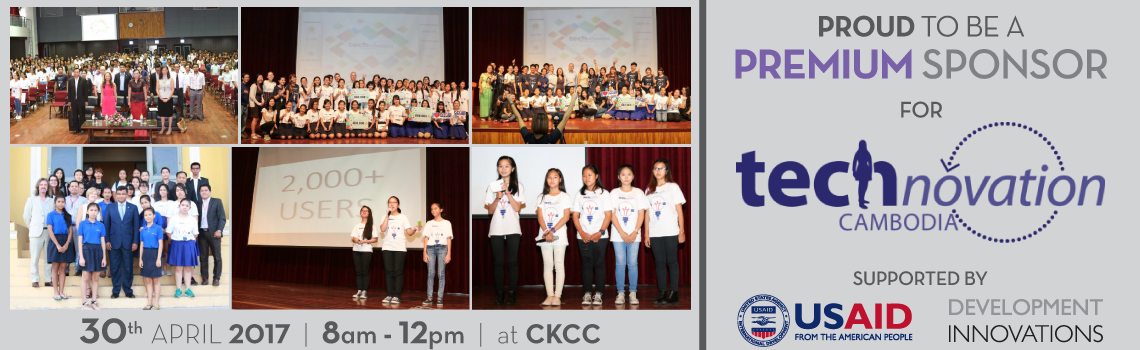 2,000+
USERS
30th APRIL 2017 | 8am - 12pm | at CKCC
PROUD TO BE A
PREMIUM SPONSOR
FOR
technovation
CAMBODIA
SUPPORTED BY
USAID
FROM THE AMERICAN PEOPLE
DEVELOPMENT
INNOVATIONS